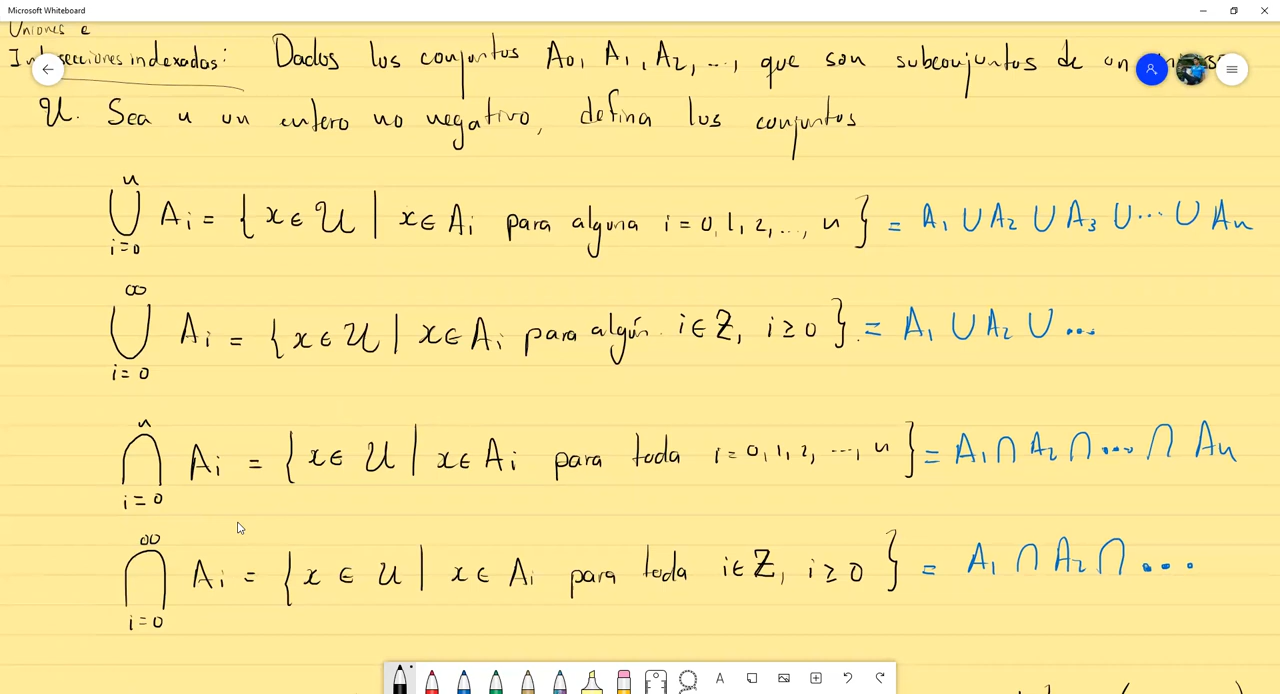 Microsoft Whiteboard
Uniones e
Intersecciones indexadas: Dados los conjuntos A₀, A₁, A₂, ..., que son subconjuntos de un
𝒰. Sea n un entero no negativo, defina los conjuntos
⋃ⁿᵢ₌₀ Aᵢ = { x ∈ 𝒰 | x ∈ Aᵢ para alguna i = 0, 1, 2, ..., n } = A₁ ∪ A₂ ∪ A₃ ∪ ... ∪ Aₙ
⋃^∞ᵢ₌₀ Aᵢ = { x ∈ 𝒰 | x ∈ Aᵢ para algún i ∈ ℤ, i ≥ 0 }. = A₁ ∪ A₂ ∪ ...
⋂ⁿᵢ₌₀ Aᵢ = { x ∈ 𝒰 | x ∈ Aᵢ para toda i = 0, 1, 2, ..., n } = A₁ ∩ A₂ ∩ ... ∩ Aₙ
⋂^∞ᵢ₌₀ Aᵢ = { x ∈ 𝒰 | x ∈ Aᵢ para toda i ∈ ℤ, i ≥ 0 } = A₁ ∩ A₂ ∩ ...